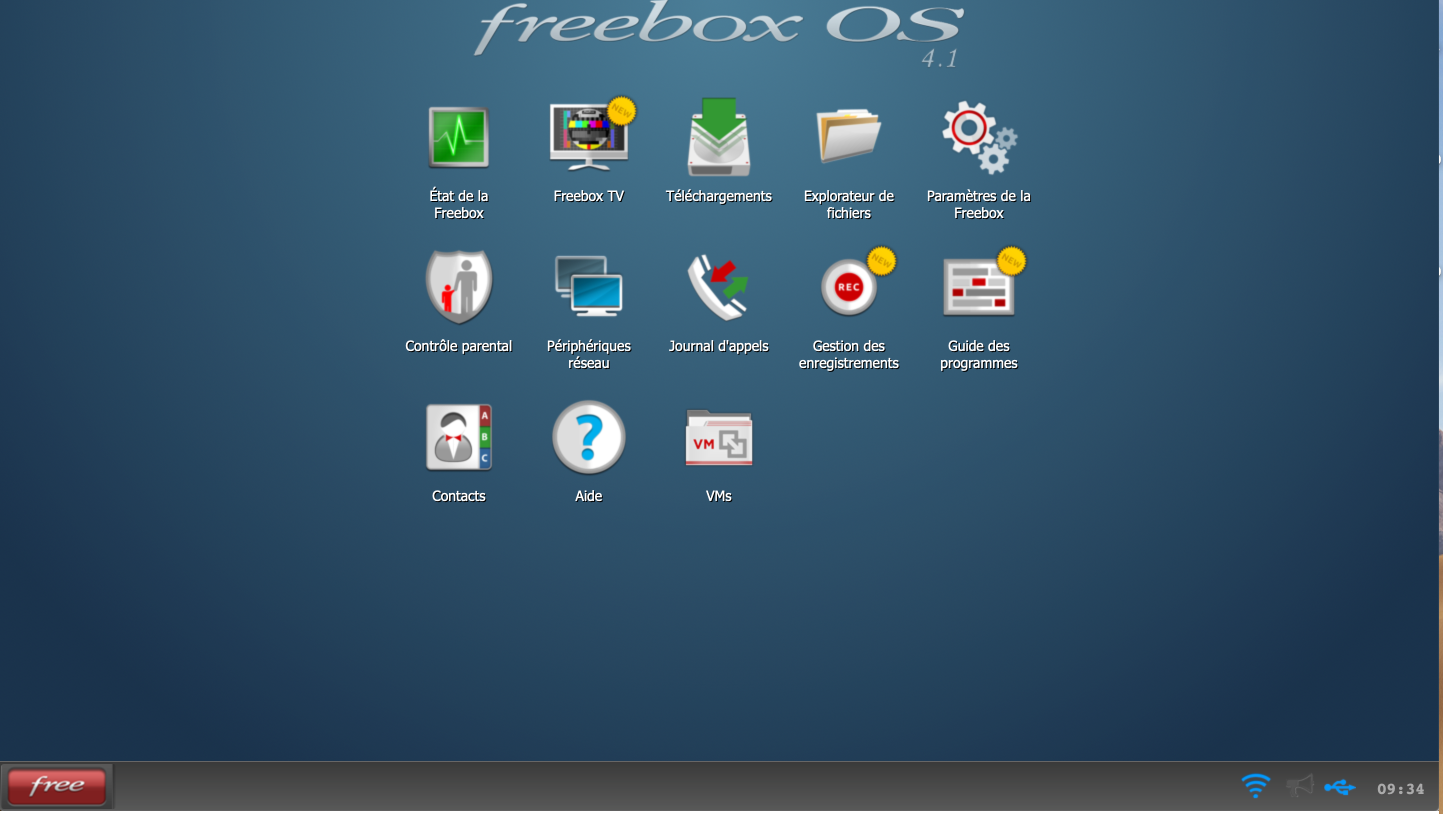 freebox OS
4.1
NEW
État de la
Freebox
Freebox TV
Téléchargements
Explorateur de
fichiers
Paramètres de la
Freebox
REC
NEW
NEW
Contrôle parental
Périphériques
réseau
Journal d'appels
Gestion des
enregistrements
Guide des
programmes
A
B
C
?
VM
Contacts
Aide
VMs
free
09:34